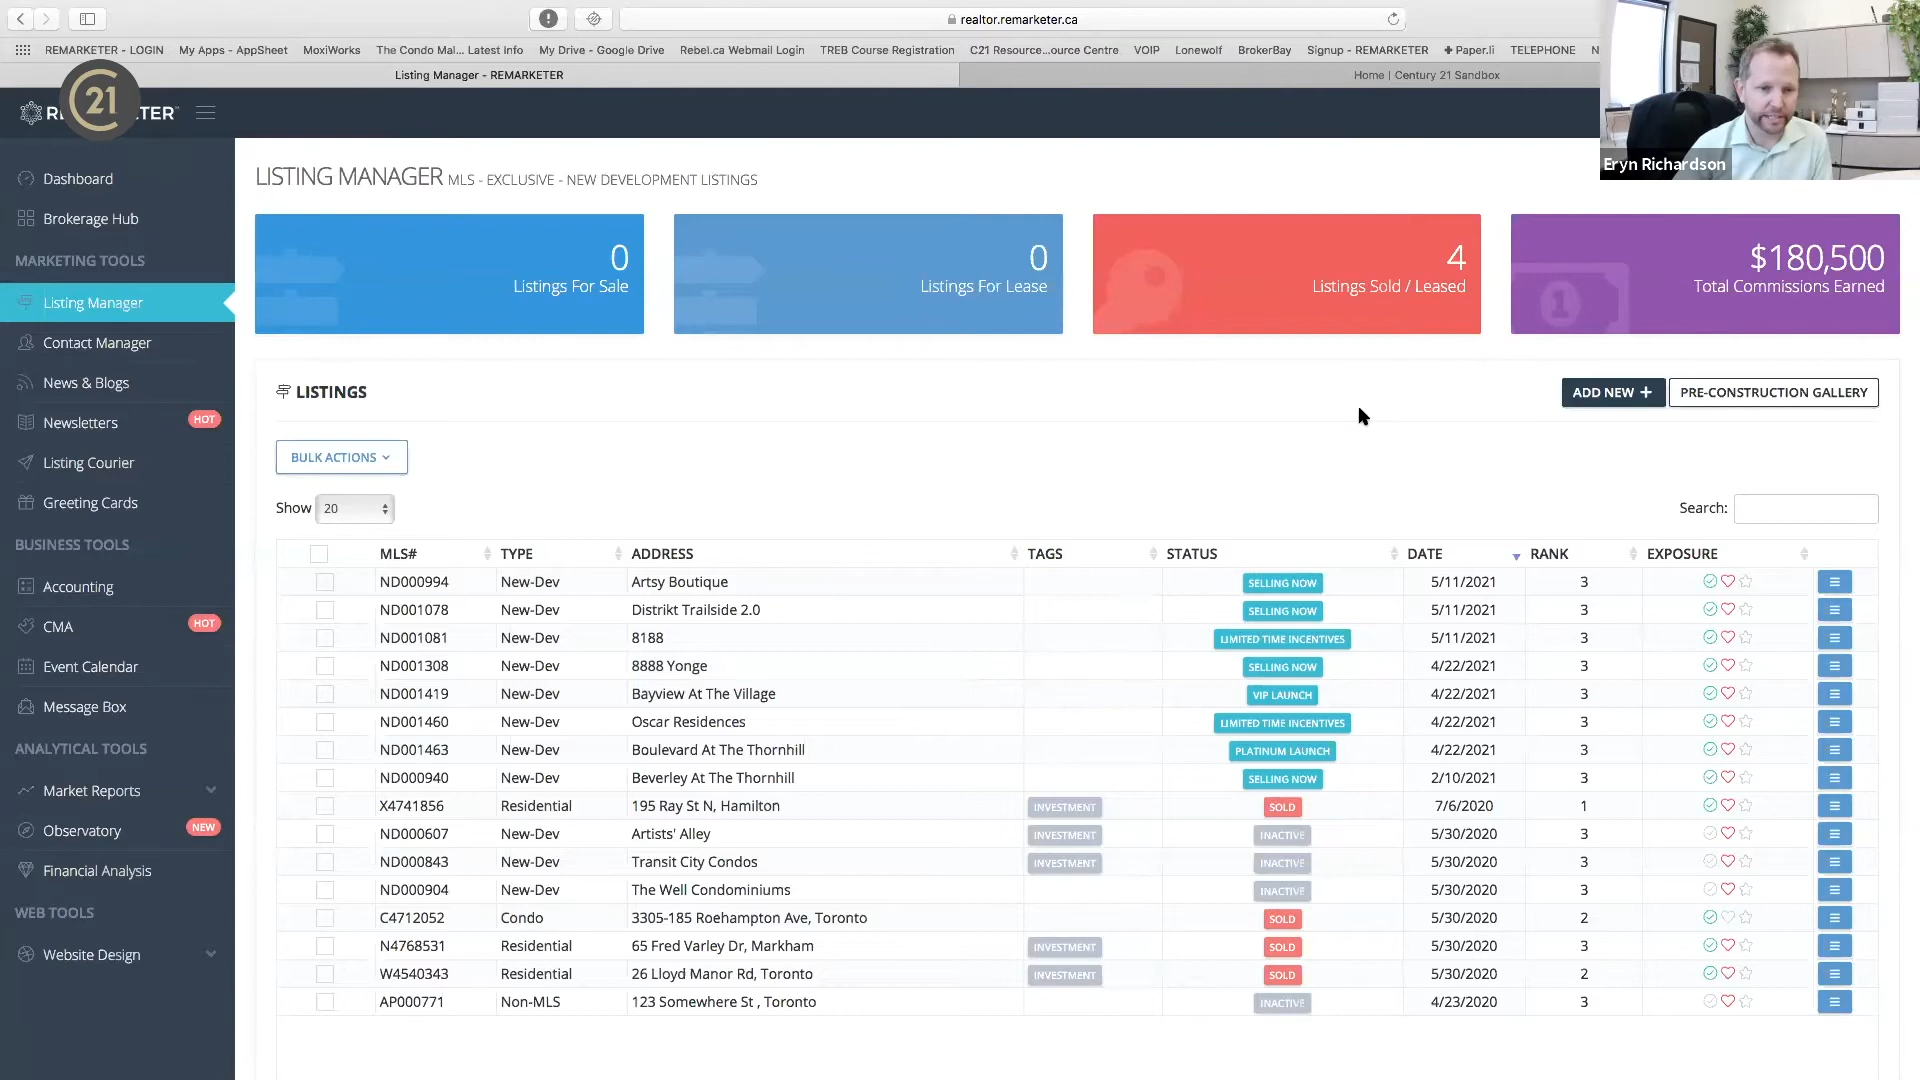 realtor.remarketer.ca
REMARKETER - LOGIN My Apps - AppSheet MoxiWorks The Condo Mal... Latest Info My Drive - Google Drive Rebel.ca Webmail Login TREB Course Registration C21 Resource...ource Centre VOIP Lonewolf BrokerBay Signup - REMARKETER Paper.li TELEPHONE N
Listing Manager - REMARKETER Home | Century 21 Sandbox
21
TER
Eryn Richardson
Dashboard
Brokerage Hub
MARKETING TOOLS
Listing Manager
Contact Manager
News & Blogs
Newsletters HOT
Listing Courier
Greeting Cards
BUSINESS TOOLS
Accounting
CMA HOT
Event Calendar
Message Box
ANALYTICAL TOOLS
Market Reports
Observatory NEW
Financial Analysis
WEB TOOLS
Website Design
LISTING MANAGER MLS - EXCLUSIVE - NEW DEVELOPMENT LISTINGS
0
Listings For Sale
0
Listings For Lease
4
Listings Sold / Leased
$180,500
Total Commissions Earned
LISTINGS
ADD NEW + PRE-CONSTRUCTION GALLERY
BULK ACTIONS
Show 20 Search:
MLS# TYPE ADDRESS TAGS STATUS DATE RANK EXPOSURE
ND000994 New-Dev Artsy Boutique SELLING NOW 5/11/2021 3
ND001078 New-Dev Distrikt Trailside 2.0 SELLING NOW 5/11/2021 3
ND001081 New-Dev 8188 LIMITED TIME INCENTIVES 5/11/2021 3
ND001308 New-Dev 8888 Yonge SELLING NOW 4/22/2021 3
ND001419 New-Dev Bayview At The Village VIP LAUNCH 4/22/2021 3
ND001460 New-Dev Oscar Residences LIMITED TIME INCENTIVES 4/22/2021 3
ND001463 New-Dev Boulevard At The Thornhill PLATINUM LAUNCH 4/22/2021 3
ND000940 New-Dev Beverley At The Thornhill SELLING NOW 2/10/2021 3
X4741856 Residential 195 Ray St N, Hamilton INVESTMENT SOLD 7/6/2020 1
ND000607 New-Dev Artists' Alley INVESTMENT INACTIVE 5/30/2020 3
ND000843 New-Dev Transit City Condos INVESTMENT INACTIVE 5/30/2020 3
ND000904 New-Dev The Well Condominiums INACTIVE 5/30/2020 3
C4712052 Condo 3305-185 Roehampton Ave, Toronto SOLD 5/30/2020 2
N4768531 Residential 65 Fred Varley Dr, Markham INVESTMENT SOLD 5/30/2020 3
W4540343 Residential 26 Lloyd Manor Rd, Toronto INVESTMENT SOLD 5/30/2020 2
AP000771 Non-MLS 123 Somewhere St , Toronto INACTIVE 4/23/2020 3